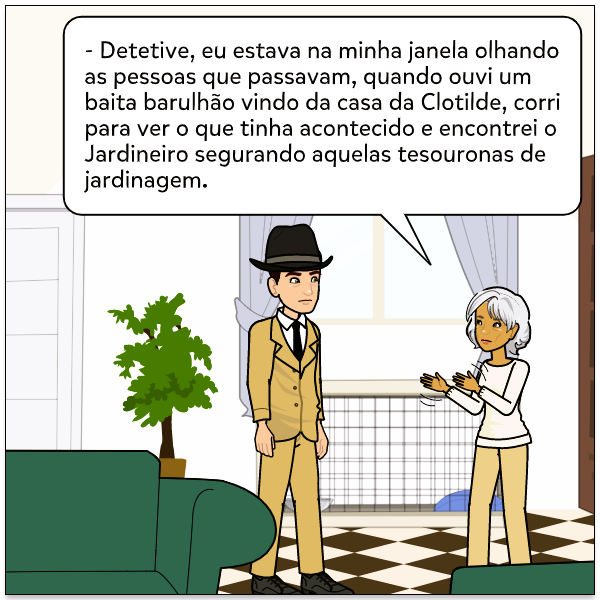 - Detetive, eu estava na minha janela olhando
as pessoas que passavam, quando ouvi um
baita barulhão vindo da casa da Clotilde, corri
para ver o que tinha acontecido e encontrei o
Jardineiro segurando aquelas tesouronas de
jardinagem.